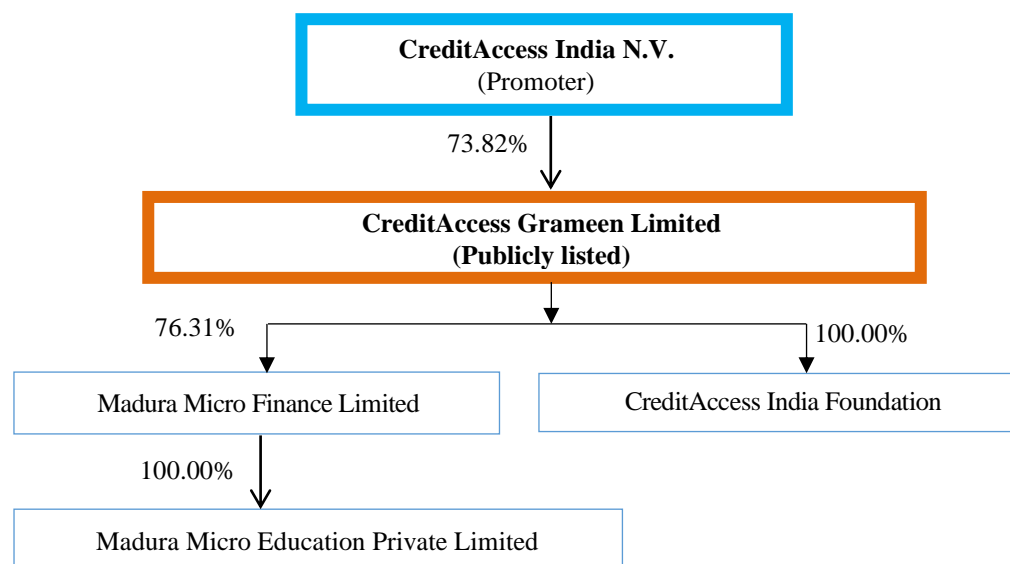 CreditAccess India N.V.
(Promoter)
73.82%
CreditAccess Grameen Limited
(Publicly listed)
76.31%
100.00%
Madura Micro Finance Limited
CreditAccess India Foundation
100.00%
Madura Micro Education Private Limited